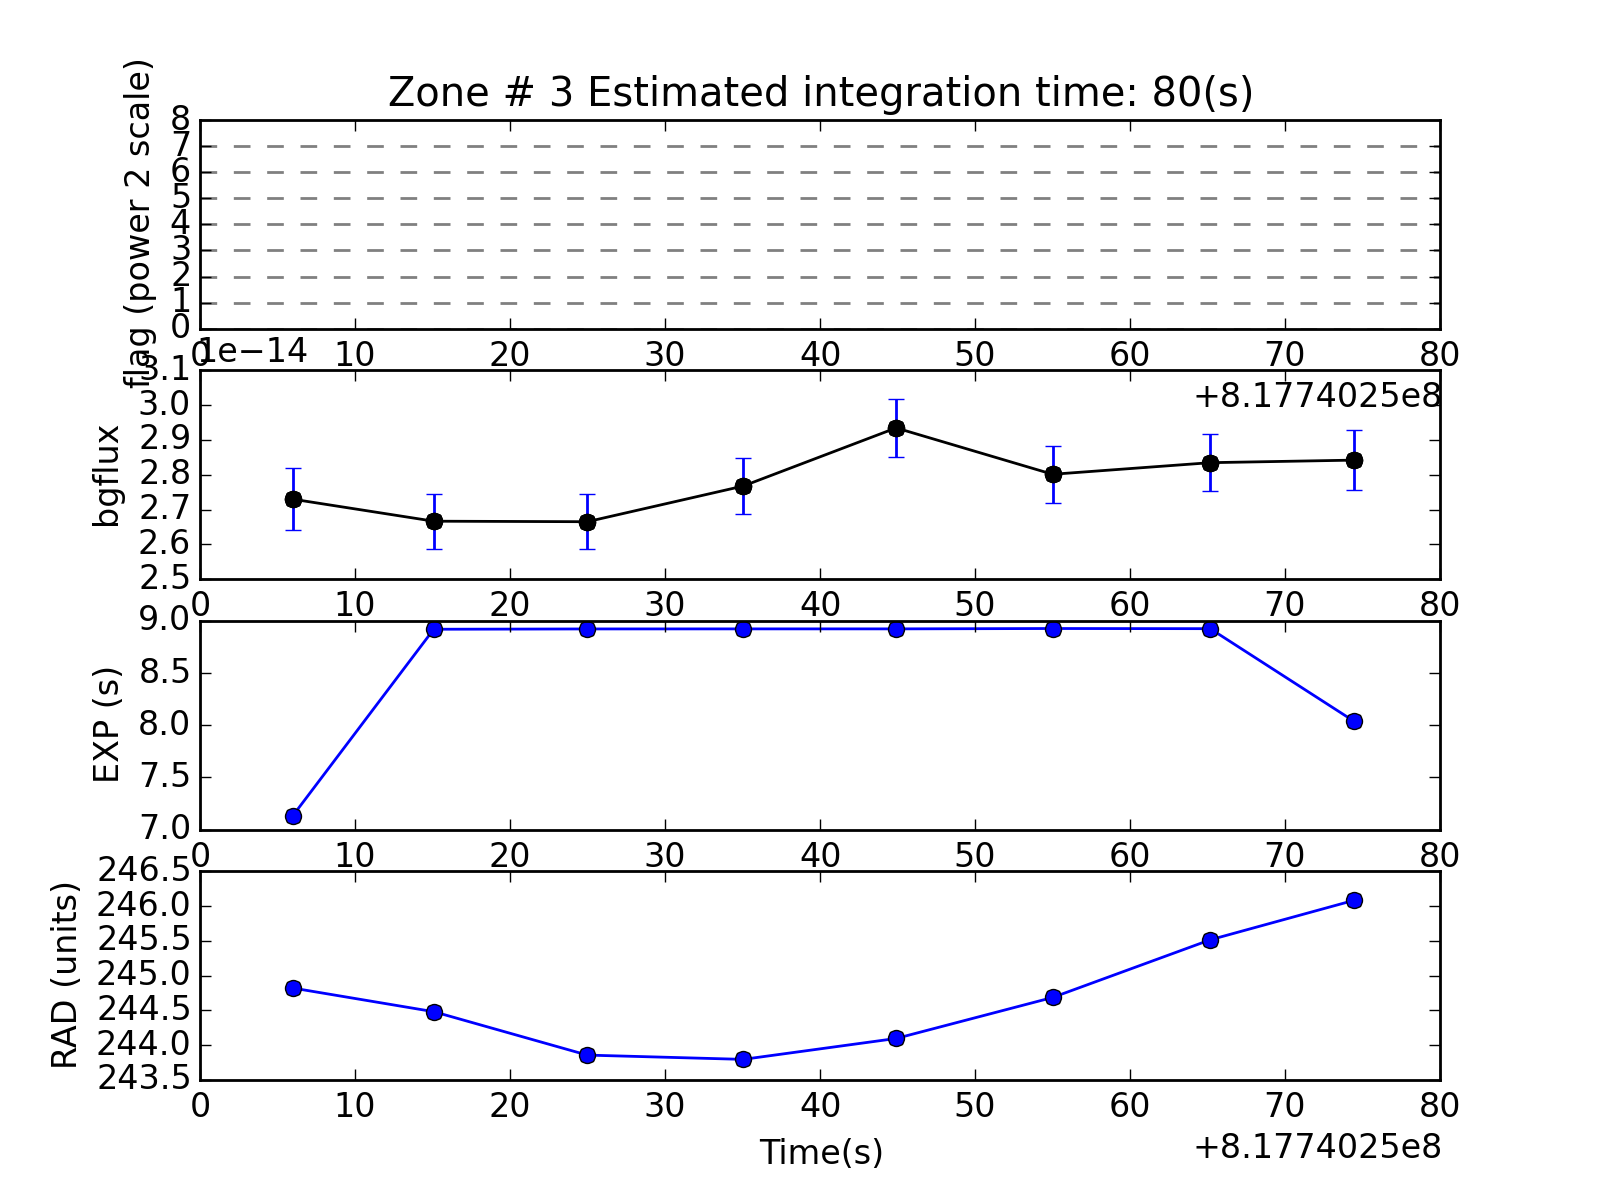 Zone # 3 Estimated integration time: 80(s)
flag (power 2 scale)
8
7
6
5
4
3
2
1
0
0 10 20 30 40 50 60 70 80
1e−14
+8.1774025e8
bgflux
3.1
3.0
2.9
2.8
2.7
2.6
2.5
0 10 20 30 40 50 60 70 80
EXP (s)
9.0
8.5
8.0
7.5
7.0
0 10 20 30 40 50 60 70 80
RAD (units)
246.5
246.0
245.5
245.0
244.5
244.0
243.5
0 10 20 30 40 50 60 70 80
Time(s)
+8.1774025e8